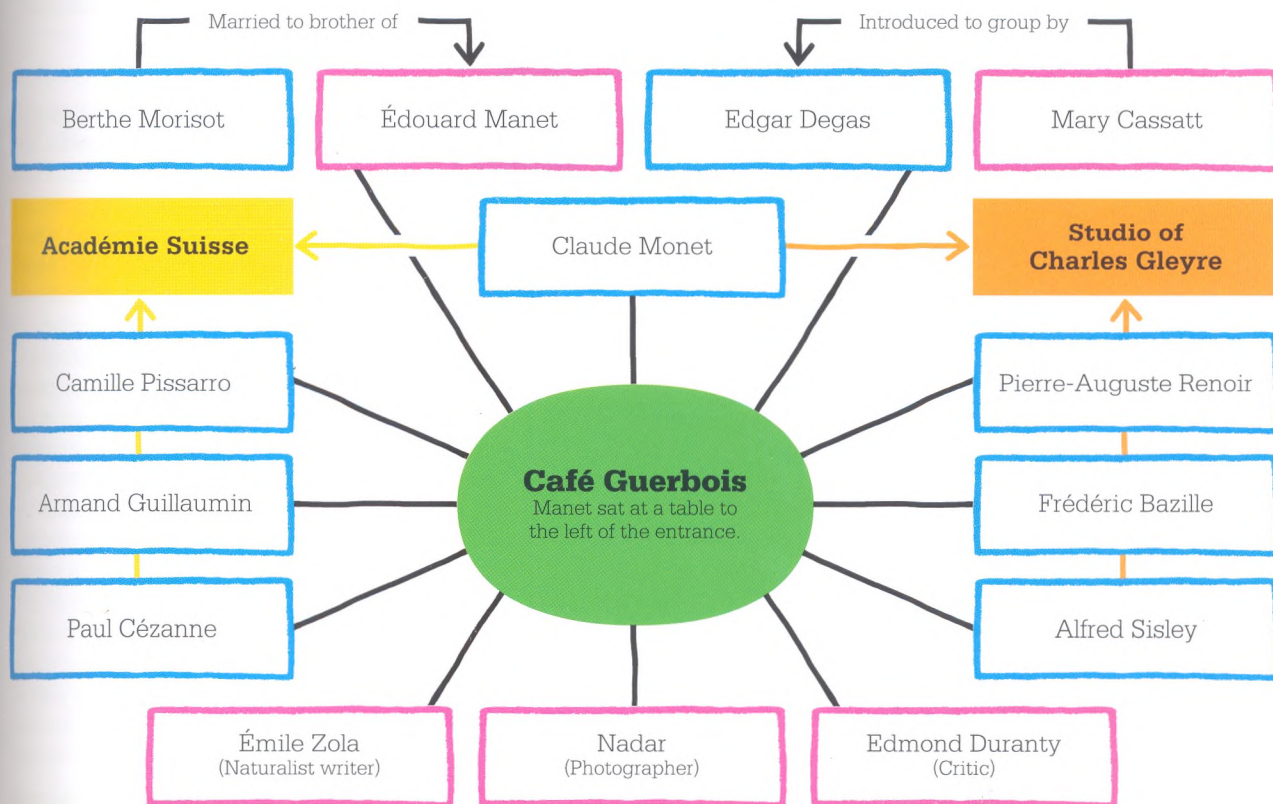 Married to brother of
Introduced to group by
Berthe Morisot
Édouard Manet
Edgar Degas
Mary Cassatt
Académie Suisse
Claude Monet
Studio of
Charles Gleyre
Camille Pissarro
Pierre-Auguste Renoir
Café Guerbois
Manet sat at a table to
the left of the entrance.
Armand Guillaumin
Frédéric Bazille
Paul Cézanne
Alfred Sisley
Émile Zola
(Naturalist writer)
Nadar
(Photographer)
Edmond Duranty
(Critic)